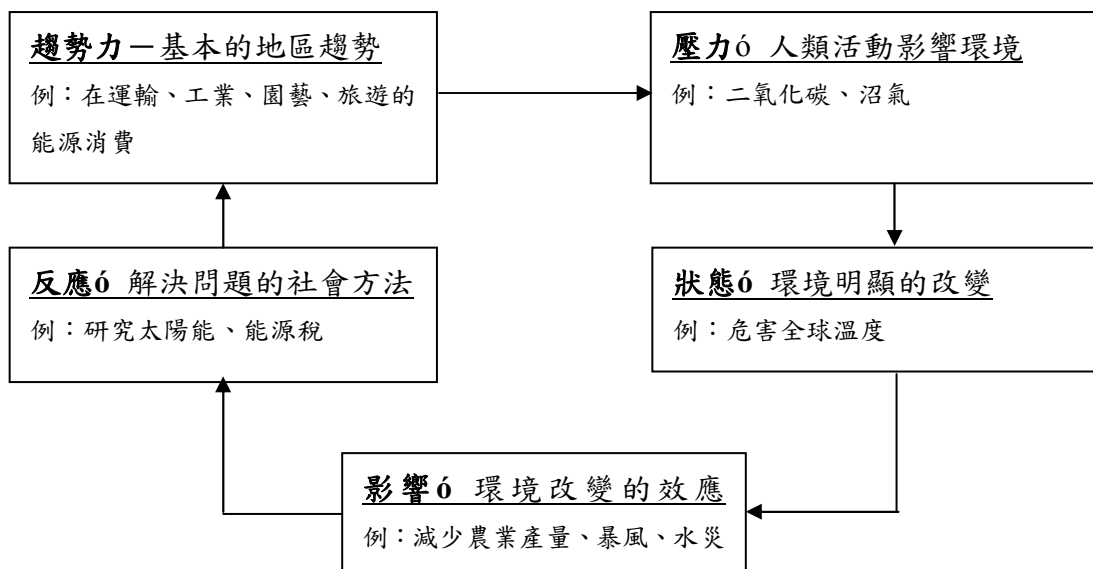 趨勢力－基本的地區趨勢
例：在運輸、工業、園藝、旅遊的
能源消費
壓力ó 人類活動影響環境
例：二氧化碳、沼氣
反應ó 解決問題的社會方法
例：研究太陽能、能源稅
狀態ó 環境明顯的改變
例：危害全球溫度
影響ó 環境改變的效應
例：減少農業產量、暴風、水災